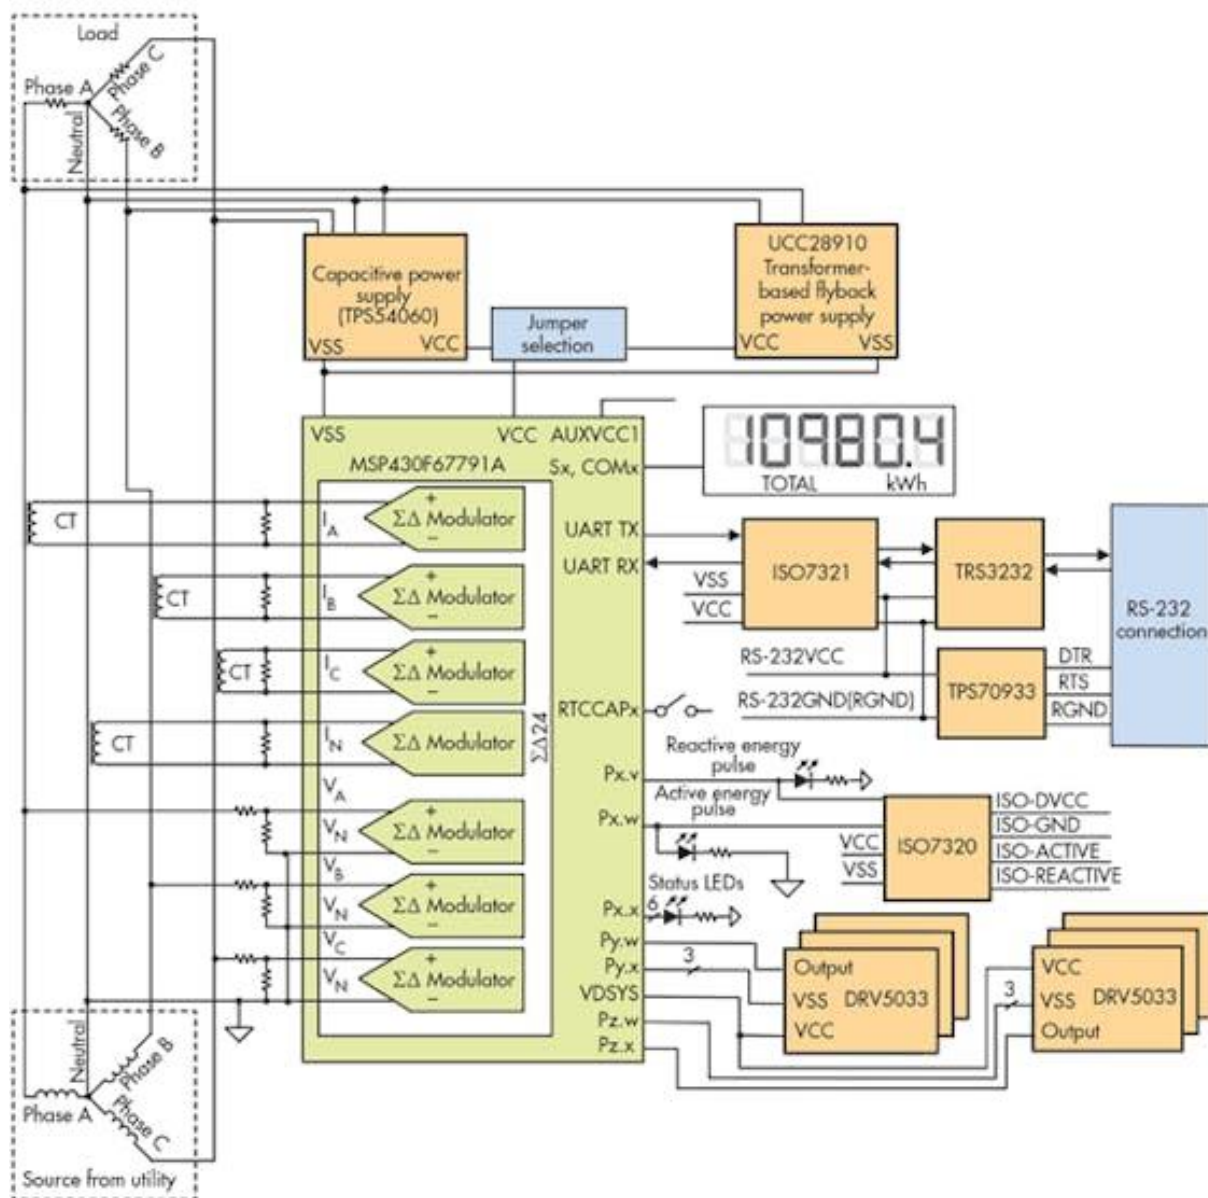 Load
Phase A
Phase C
Phase B
Neutral
Capacitive power
supply
(TPS54060)
VSS
VCC
Jumper
selection
UCC28910
Transformer-
based flyback
power supply
VCC
VSS
VSS
VCC
AUXVCC1
MSP430F67791A
Sx, COMx
109804
TOTAL
kWh
CT
IA
+
ΣΔ Modulator
−
UART TX
UART RX
ISO7321
VSS
VCC
TRS3232
RS-232
connection
CT
IB
+
ΣΔ Modulator
−
RS-232VCC
RS-232GND(RGND)
TPS70933
DTR
RTS
RGND
CT
IC
+
ΣΔ Modulator
−
RTCCAPx
CT
IN
+
ΣΔ Modulator
−
ΣΔ24
Reactive energy
pulse
Px.v
Active energy
pulse
Px.w
VCC
VSS
ISO7320
ISO-DVCC
ISO-GND
ISO-ACTIVE
ISO-REACTIVE
VA
VN
+
ΣΔ Modulator
−
VB
VN
+
ΣΔ Modulator
−
VC
VN
+
ΣΔ Modulator
−
Status LEDs
Px.x
6
Py.w
Py.x
3
VDSYS
Pz.w
Pz.x
Output
VSS
VCC
DRV5033
3
VCC
VSS
Output
DRV5033
Neutral
Phase B
Phase A
Phase C
Source from utility